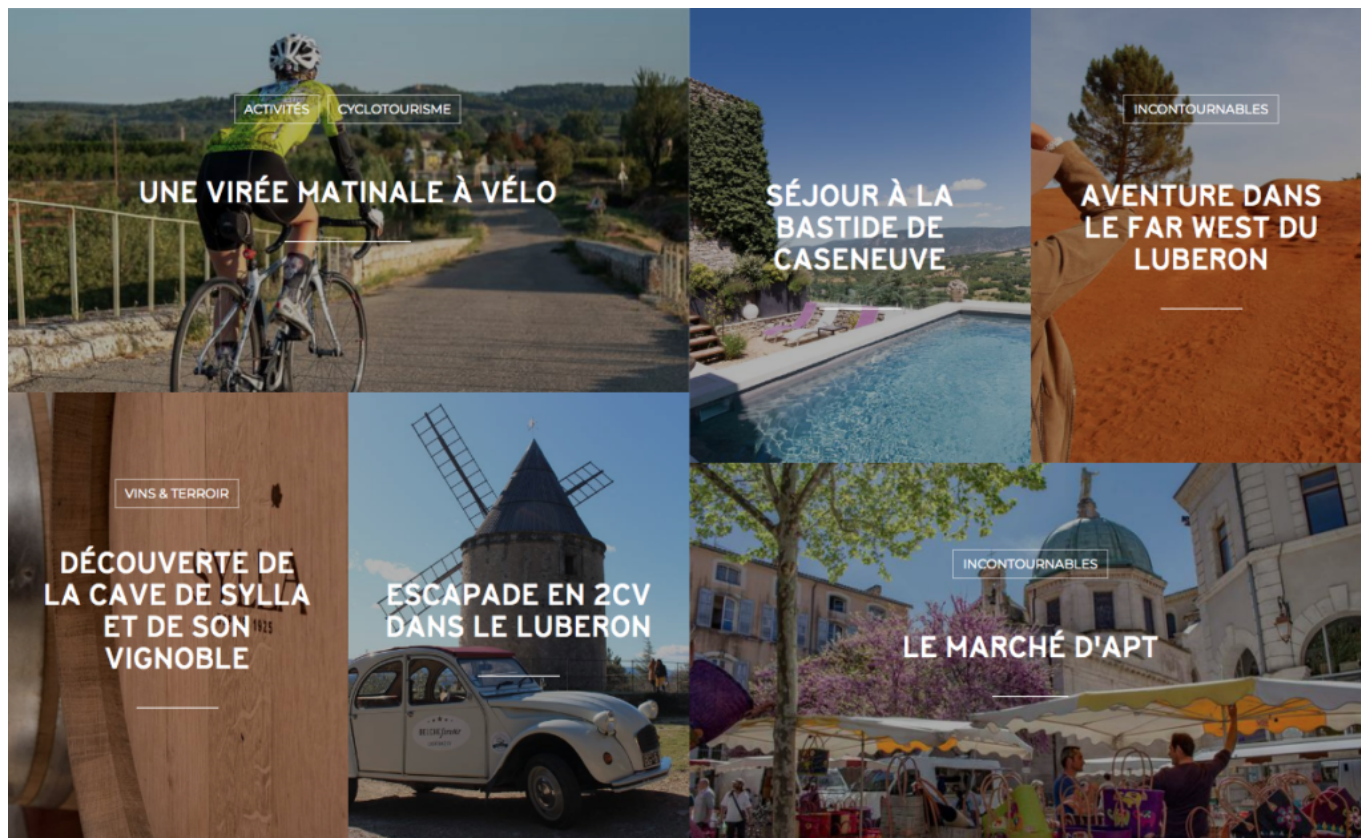 ACTIVITÉS
CYCLOTOURISME
UNE VIRÉE MATINALE À VÉLO
SÉJOUR À LA
BASTIDE DE
CASENEUVE
INCONTOURNABLES
AVENTURE DANS
LE FAR WEST DU
LUBERON
VINS & TERROIR
DÉCOUVERTE DE
LA CAVE DE SYLLA
ET DE SON
VIGNOBLE
SYLLA
1925
ESCAPADE EN 2CV
DANS LE LUBERON
INCONTOURNABLES
LE MARCHÉ D'APT